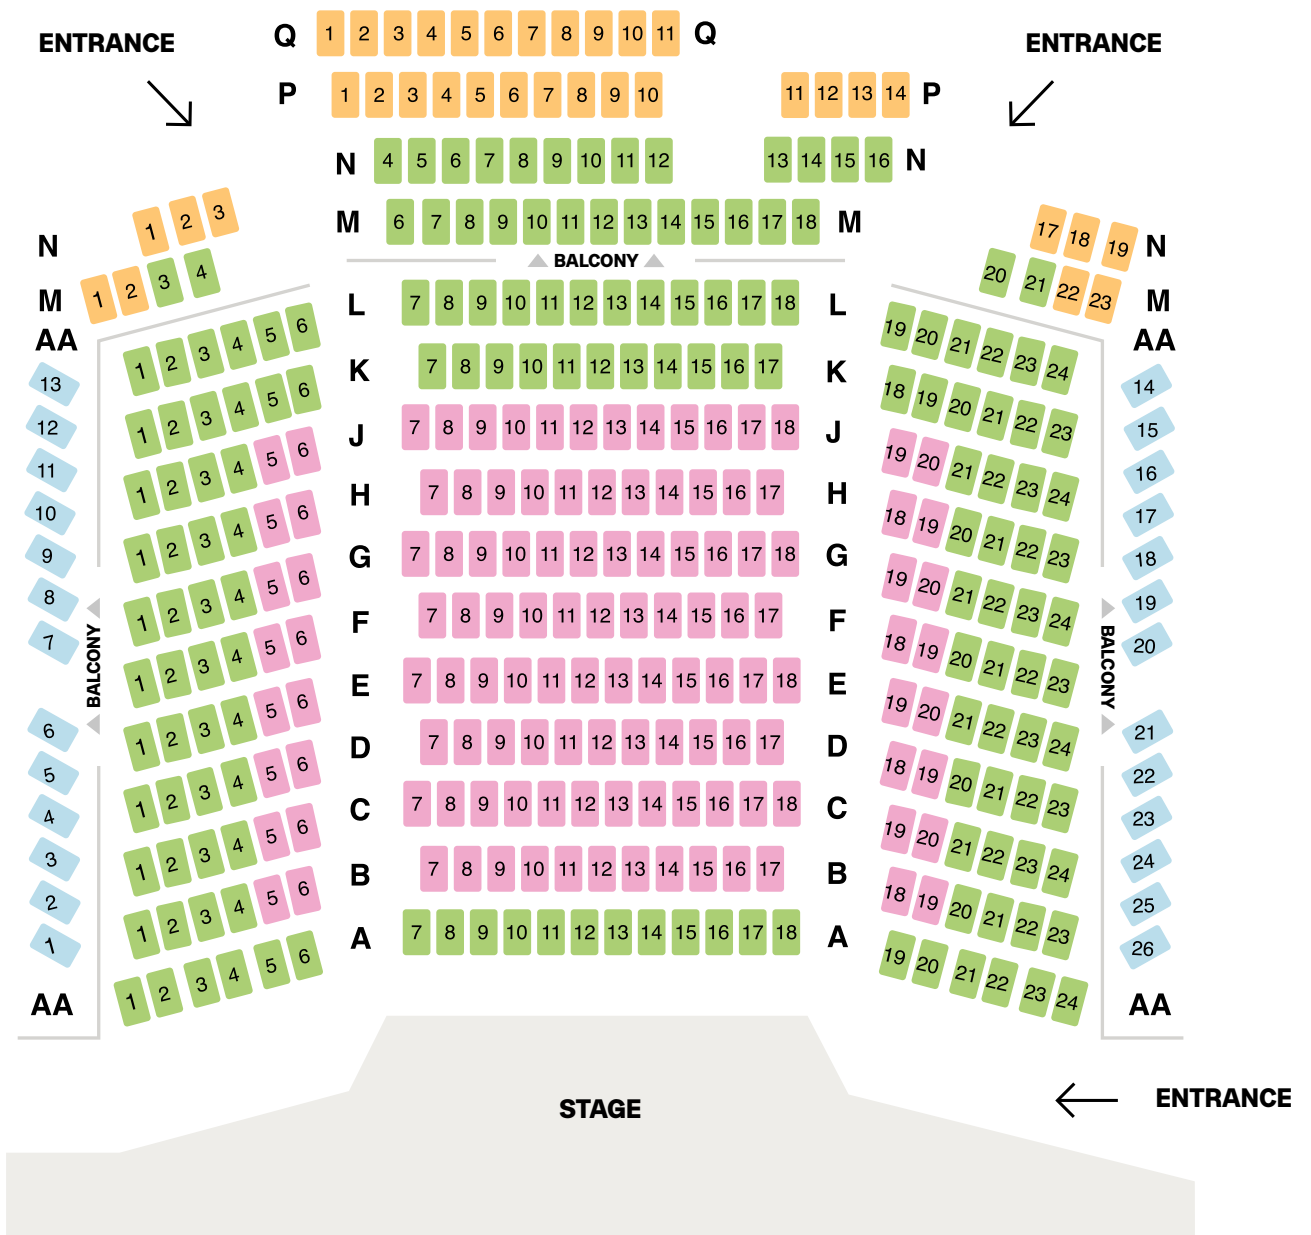 ENTRANCE
Q 1 2 3 4 5 6 7 8 9 10 11 Q
ENTRANCE
P 1 2 3 4 5 6 7 8 9 10 11 12 13 14 P
N 4 5 6 7 8 9 10 11 12 13 14 15 16 N
M 6 7 8 9 10 11 12 13 14 15 16 17 18 M
N 1 2 3
17 18 19 N
M 1 2 3 4
20 21 22 23 M
BALCONY
AA
AA
1 2 3 4 5 6 L 7 8 9 10 11 12 13 14 15 16 17 18 L 19 20 21 22 23 24
1 2 3 4 5 6 K 7 8 9 10 11 12 13 14 15 16 17 K 18 19 20 21 22 23
1 2 3 4 5 6 J 7 8 9 10 11 12 13 14 15 16 17 18 J 19 20 21 22 23 24
1 2 3 4 5 6 H 7 8 9 10 11 12 13 14 15 16 17 H 18 19 20 21 22 23
1 2 3 4 5 6 G 7 8 9 10 11 12 13 14 15 16 17 18 G 19 20 21 22 23 24
1 2 3 4 5 6 F 7 8 9 10 11 12 13 14 15 16 17 F 18 19 20 21 22 23
1 2 3 4 5 6 E 7 8 9 10 11 12 13 14 15 16 17 18 E 19 20 21 22 23 24
1 2 3 4 5 6 D 7 8 9 10 11 12 13 14 15 16 17 D 18 19 20 21 22 23
1 2 3 4 5 6 C 7 8 9 10 11 12 13 14 15 16 17 18 C 19 20 21 22 23 24
1 2 3 4 5 6 B 7 8 9 10 11 12 13 14 15 16 17 B 18 19 20 21 22 23
1 2 3 4 5 6 A 7 8 9 10 11 12 13 14 15 16 17 18 A 19 20 21 22 23 24
13
12
11
10
9
8
7
6
5
4
3
2
1
BALCONY
AA
14
15
16
17
18
19
20
21
22
23
24
25
26
BALCONY
AA
STAGE
ENTRANCE